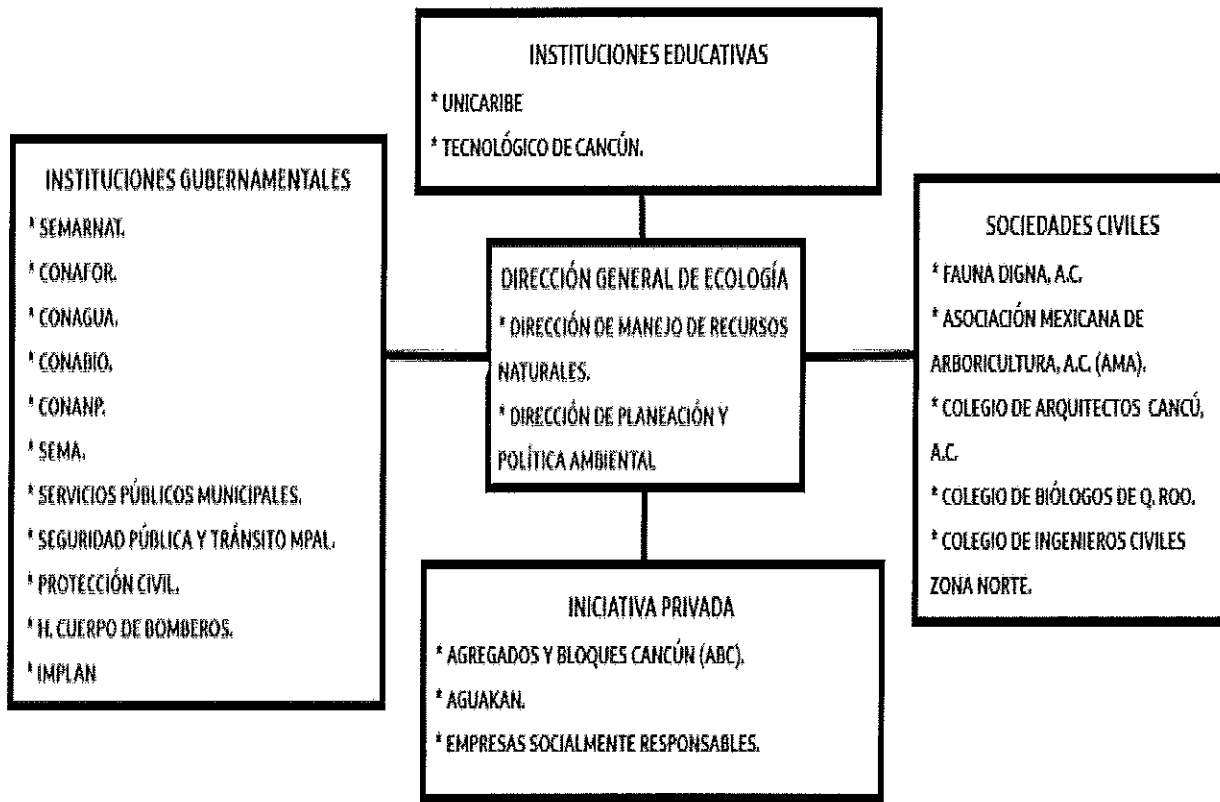 INSTITUCIONES EDUCATIVAS
* UNICARIBE
* TECNOLÓGICO DE CANCÚN.
INSTITUCIONES GUBERNAMENTALES
* SEMARNAT.
* CONAFOR.
* CONAGUA.
* CONABIO.
* CONANP.
* SEMA.
* SERVICIOS PÚBLICOS MUNICIPALES.
* SEGURIDAD PÚBLICA Y TRÁNSITO MPAL.
* PROTECCIÓN CIVIL.
* H. CUERPO DE BOMBEROS.
* IMPLAN
DIRECCIÓN GENERAL DE ECOLOGÍA
* DIRECCIÓN DE MANEJO DE RECURSOS
NATURALES.
* DIRECCIÓN DE PLANEACIÓN Y
POLÍTICA AMBIENTAL
SOCIEDADES CIVILES
* FAUNA DIGNA, A.C.
* ASOCIACIÓN MEXICANA DE
ARBORICULTURA, A.C. (AMA).
* COLEGIO DE ARQUITECTOS CANCÚ,
A.C.
* COLEGIO DE BIÓLOGOS DE Q. ROO.
* COLEGIO DE INGENIEROS CIVILES
ZONA NORTE.
INICIATIVA PRIVADA
* AGREGADOS Y BLOQUES CANCÚN (ABC).
* AGUAKAN.
* EMPRESAS SOCIALMENTE RESPONSABLES.